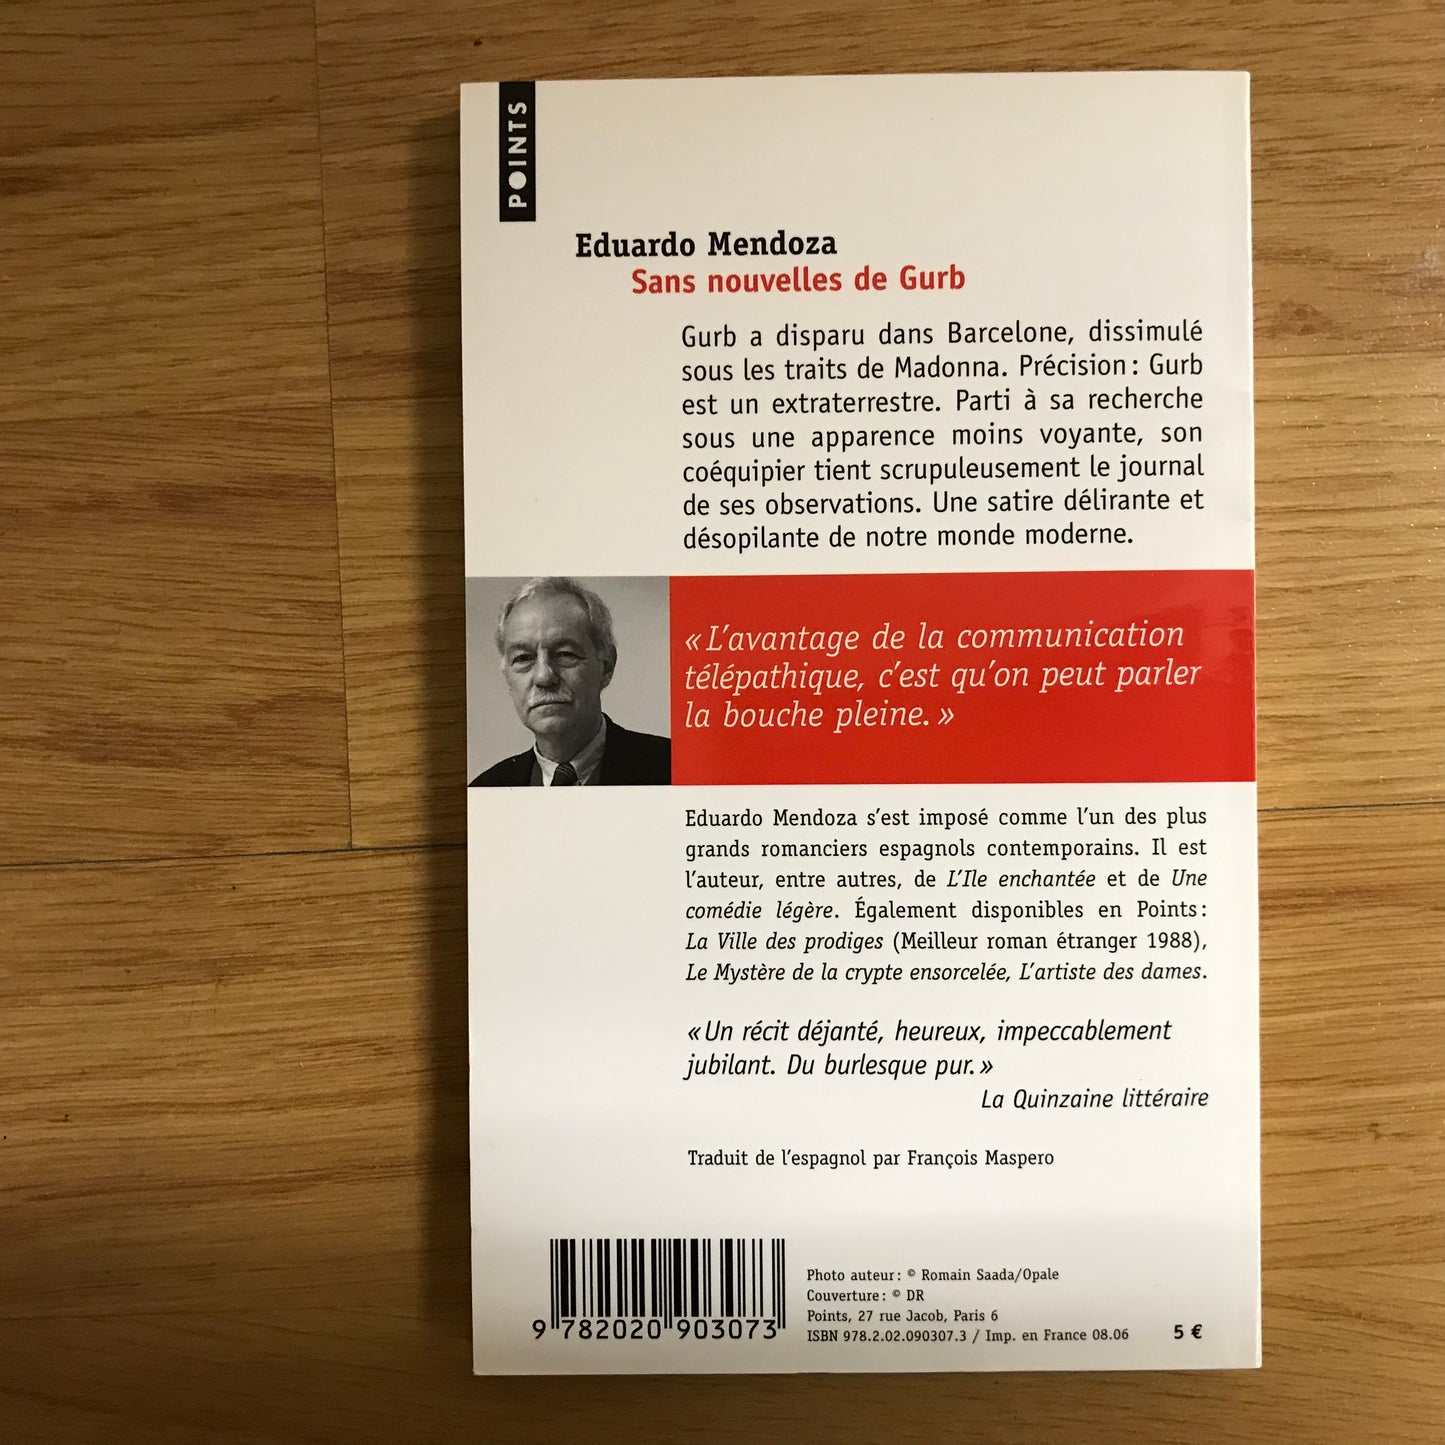 POINTS
Eduardo Mendoza
Sans nouvelles de Gurb
Gurb a disparu dans Barcelone, dissimulé
sous les traits de Madonna. Précision : Gurb
est un extraterrestre. Parti à sa recherche
sous une apparence moins voyante, son
coéquipier tient scrupuleusement le journal
de ses observations. Une satire délirante et
désopilante de notre monde moderne.
« L'avantage de la communication
télépathique, c'est qu'on peut parler
la bouche pleine. »
Eduardo Mendoza s'est imposé comme l'un des plus
grands romanciers espagnols contemporains. Il est
l'auteur, entre autres, de L'Ile enchantée et de Une
comédie légère. Également disponibles en Points :
La Ville des prodiges (Meilleur roman étranger 1988),
Le Mystère de la crypte ensorcelée, L'artiste des dames.
« Un récit déjanté, heureux, impeccablement
jubilant. Du burlesque pur. »
La Quinzaine littéraire
Traduit de l'espagnol par François Maspero
9 782020 903073
Photo auteur : © Romain Saada/Opale
Couverture : © DR
Points, 27 rue Jacob, Paris 6
ISBN 978.2.02.090307.3 / Imp. en France 08.06
5 €